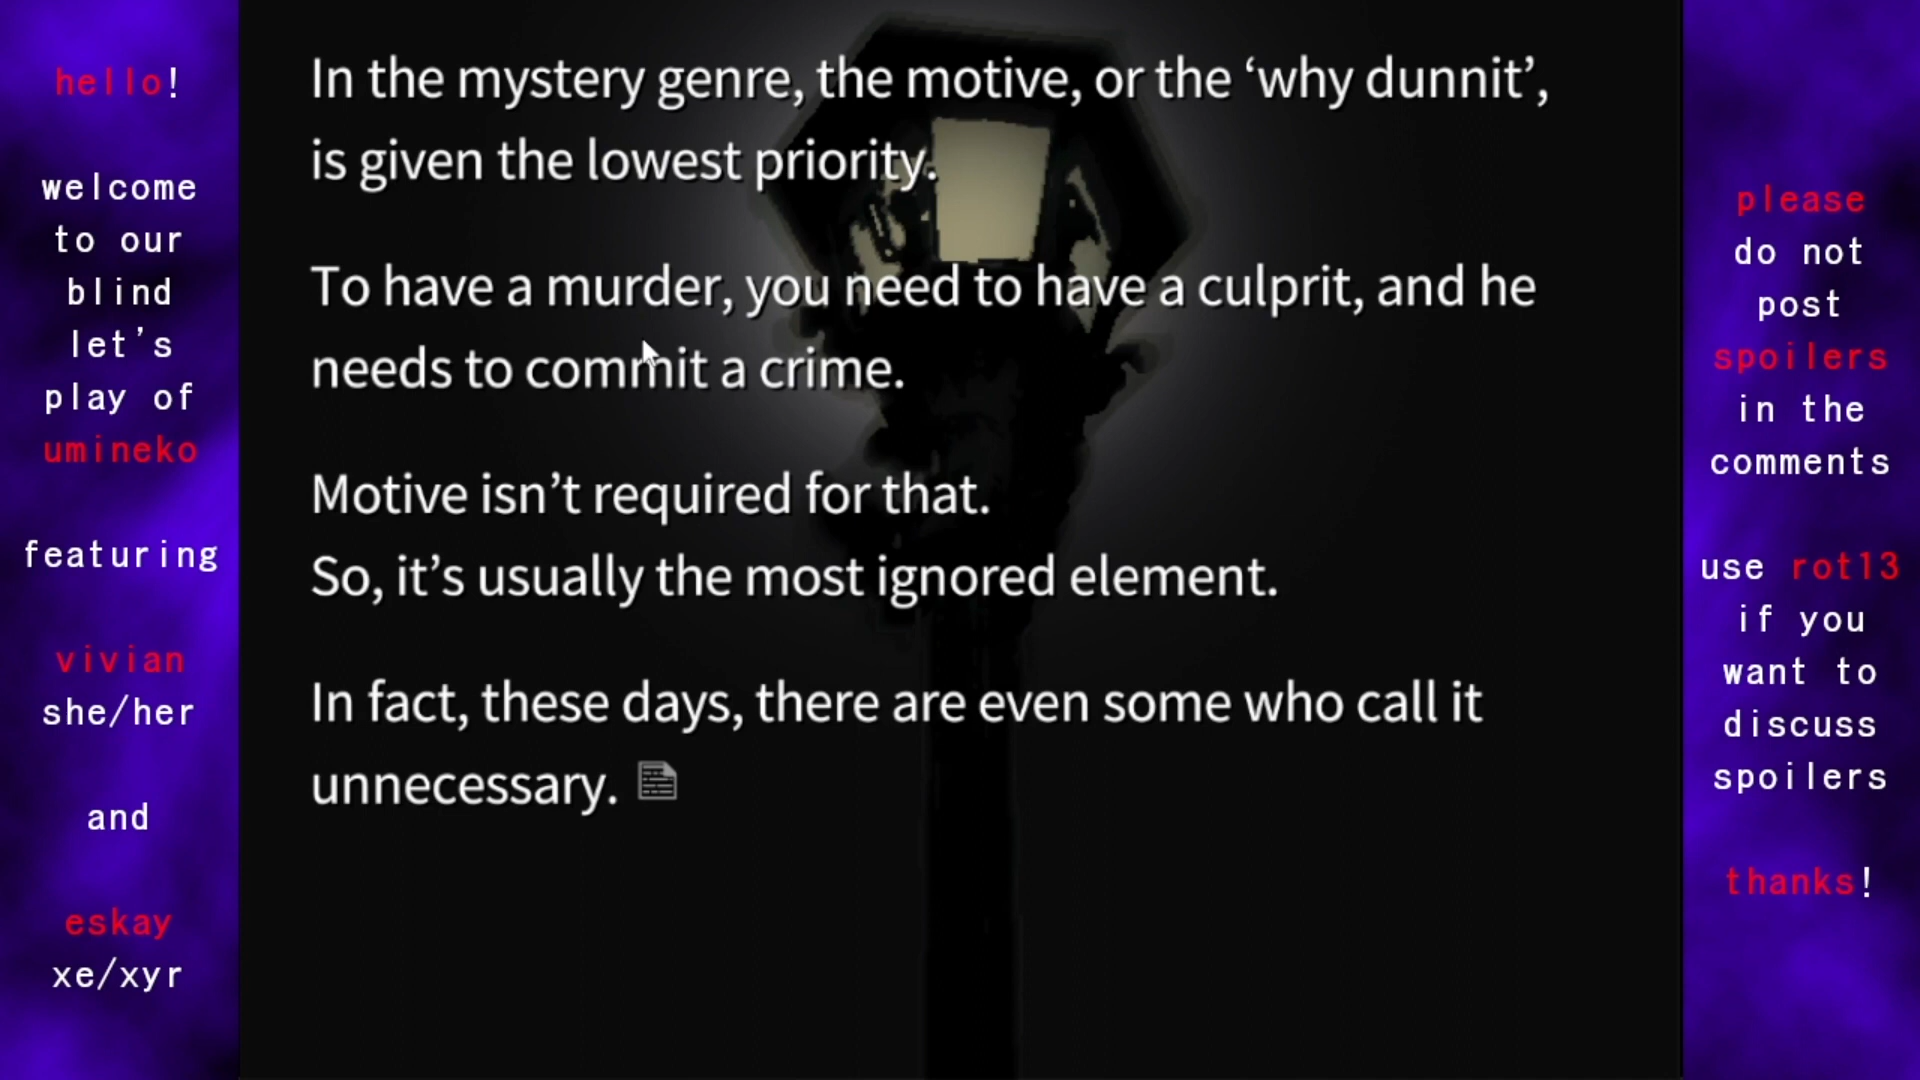 hello!
welcome
to our
blind
let's
play of
umineko
featuring
vivian
she/her
and
eskay
xe/xyr
In the mystery genre, the motive, or the ‘why dunnit’,
is given the lowest priority.
To have a murder, you need to have a culprit, and he
needs to commit a crime.
Motive isn’t required for that.
So, it’s usually the most ignored element.
In fact, these days, there are even some who call it
unnecessary.
please
do not
post
spoilers
in the
comments
use rot13
if you
want to
discuss
spoilers
thanks!